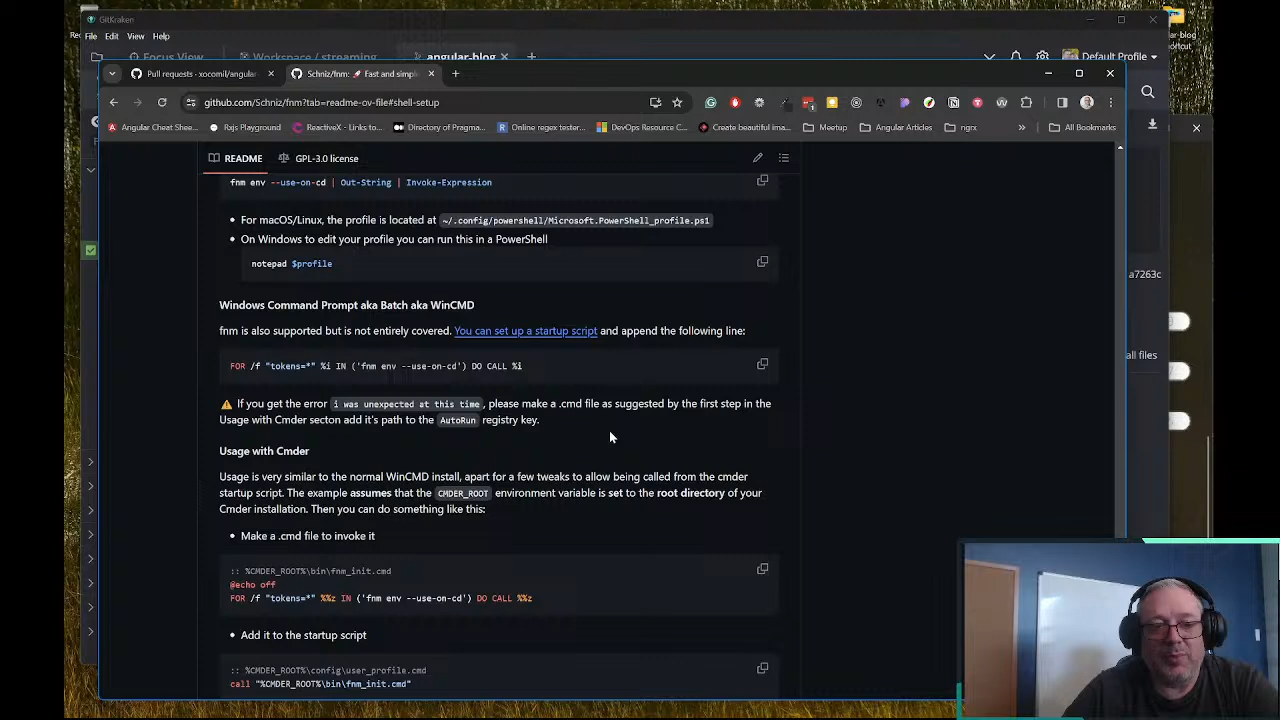 GitKraken
File Edit View Help
Focus View
Workspace / streaming
angular-blog
Default Profile
Pull requests · xocomil/angular
Schniz/fnm: 🚀 Fast and simple
github.com/Schniz/fnm?tab=readme-ov-file#shell-setup
Angular Cheat Shee...
Rxjs Playground
ReactiveX - Links to...
Directory of Pragma...
Online regex tester...
DevOps Resource C...
Create beautiful ima...
Meetup
Angular Articles
ngrx
»
All Bookmarks
README
GPL-3.0 license
fnm env --use-on-cd | Out-String | Invoke-Expression
• For macOS/Linux, the profile is located at ~/.config/powershell/Microsoft.PowerShell_profile.ps1
• On Windows to edit your profile you can run this in a PowerShell
notepad $profile
Windows Command Prompt aka Batch aka WinCMD
fnm is also supported but is not entirely covered. You can set up a startup script and append the following line:
FOR /f "tokens=*" %i IN ('fnm env --use-on-cd') DO CALL %i
⚠️ If you get the error i was unexpected at this time, please make a .cmd file as suggested by the first step in the
Usage with Cmder secton add it's path to the AutoRun registry key.
Usage with Cmder
Usage is very similar to the normal WinCMD install, apart for a few tweaks to allow being called from the cmder
startup script. The example assumes that the CMDER_ROOT environment variable is set to the root directory of your
Cmder installation. Then you can do something like this:
• Make a .cmd file to invoke it
:: %CMDER_ROOT%\bin\fnm_init.cmd
@echo off
FOR /f "tokens=*" %%z IN ('fnm env --use-on-cd') DO CALL %%z
• Add it to the startup script
:: %CMDER_ROOT%\config\user_profile.cmd
call "%CMDER_ROOT%\bin\fnm_init.cmd"
a7263c
all files